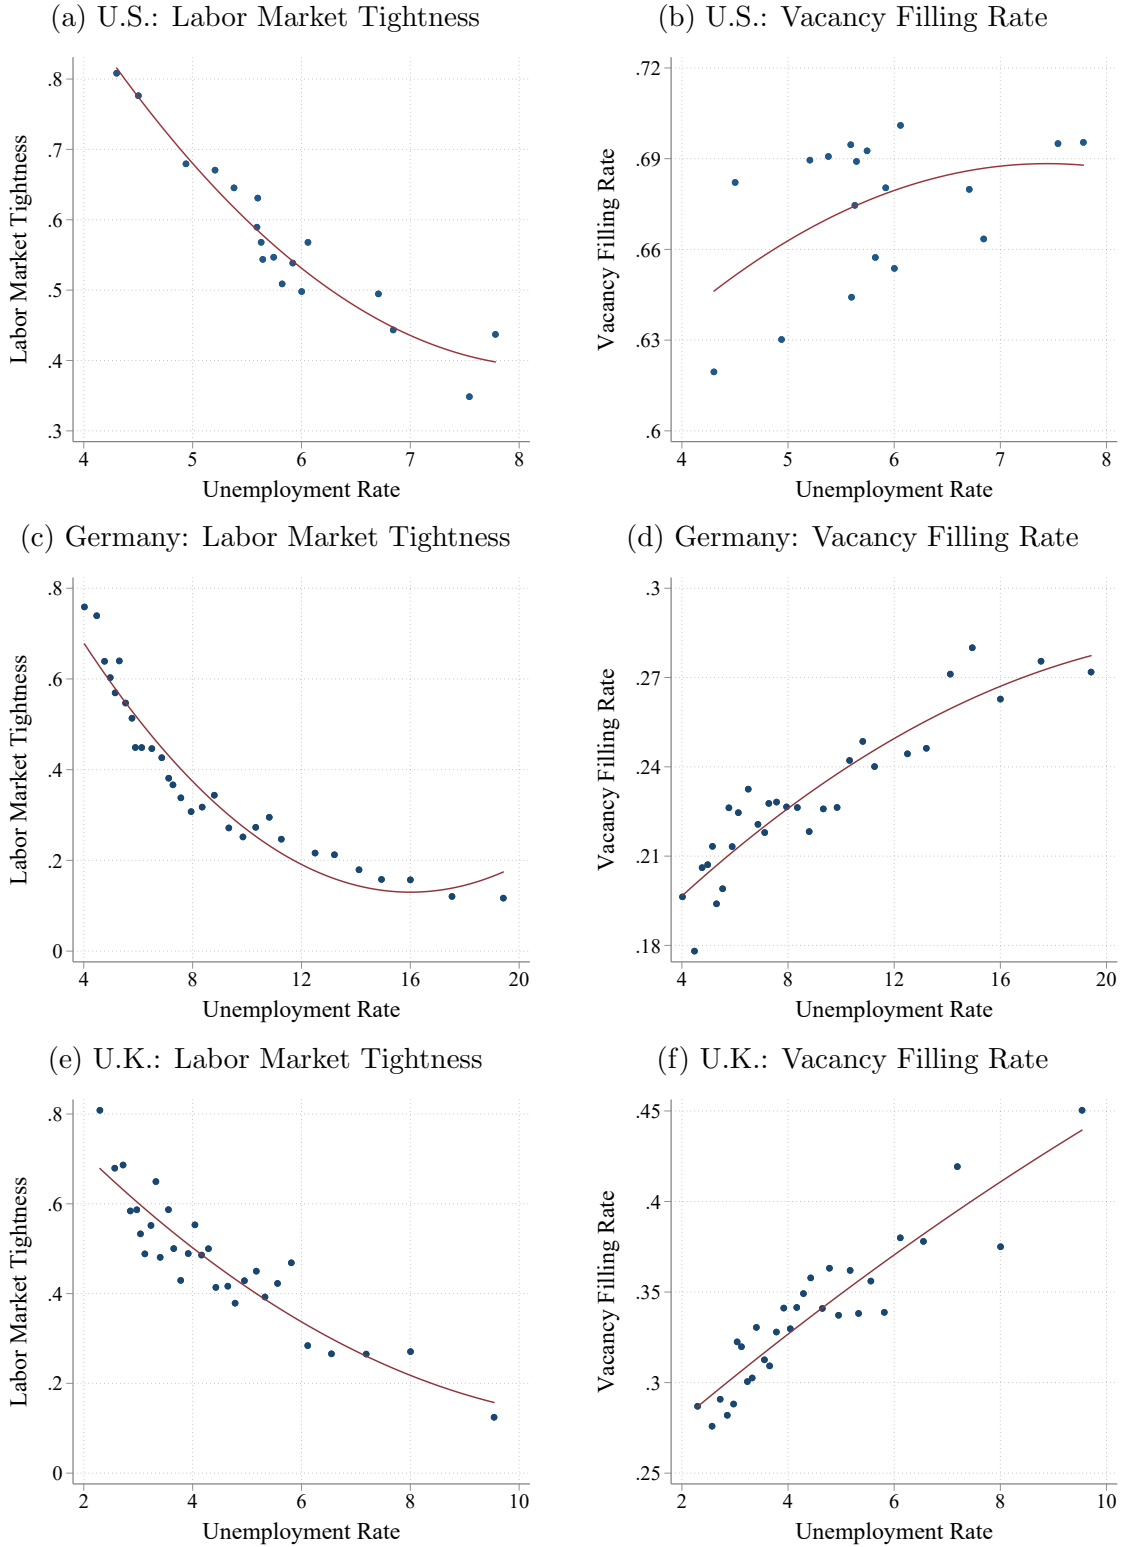 (a) U.S.: Labor Market Tightness
.8
.7
.6
.5
.4
.3
4 5 6 7 8
Labor Market Tightness
Unemployment Rate
(b) U.S.: Vacancy Filling Rate
.72
.69
.66
.63
.6
4 5 6 7 8
Vacancy Filling Rate
Unemployment Rate
(c) Germany: Labor Market Tightness
.8
.6
.4
.2
0
4 8 12 16 20
Labor Market Tightness
Unemployment Rate
(d) Germany: Vacancy Filling Rate
.3
.27
.24
.21
.18
4 8 12 16 20
Vacancy Filling Rate
Unemployment Rate
(e) U.K.: Labor Market Tightness
.8
.6
.4
.2
0
2 4 6 8 10
Labor Market Tightness
Unemployment Rate
(f) U.K.: Vacancy Filling Rate
.45
.4
.35
.3
.25
2 4 6 8 10
Vacancy Filling Rate
Unemployment Rate